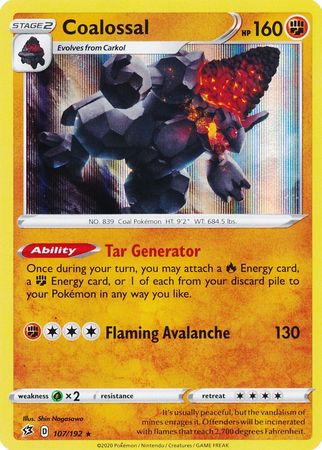 STAGE 2
Coalossal
HP 160
Evolves from Carkol
NO. 839 Coal Pokémon HT. 9'2" WT. 684.5 lbs.
Ability Tar Generator
Once during your turn, you may attach a Energy card,
a Energy card, or 1 of each from your discard pile to
your Pokémon in any way you like.
Flaming Avalanche 130
weakness ×2 resistance retreat
Illus. Shin Nagasawa
D 107/192 ★
It's usually peaceful, but the vandalism of
mines enrages it. Offenders will be incinerated
with flames that reach 2,700 degrees Fahrenheit.
©2020 Pokémon / Nintendo / Creatures / GAME FREAK